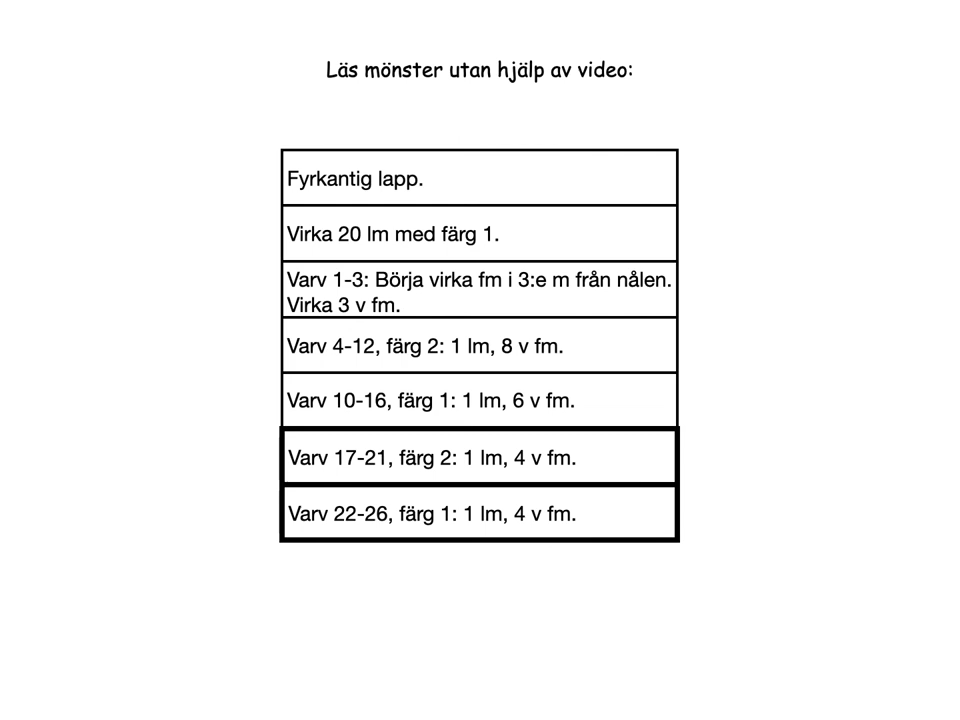 Läs mönster utan hjälp av video:
Fyrkantig lapp.
Virka 20 lm med färg 1.
Varv 1-3: Börja virka fm i 3:e m från nålen.
Virka 3 v fm.
Varv 4-12, färg 2: 1 lm, 8 v fm.
Varv 10-16, färg 1: 1 lm, 6 v fm.
Varv 17-21, färg 2: 1 lm, 4 v fm.
Varv 22-26, färg 1: 1 lm, 4 v fm.